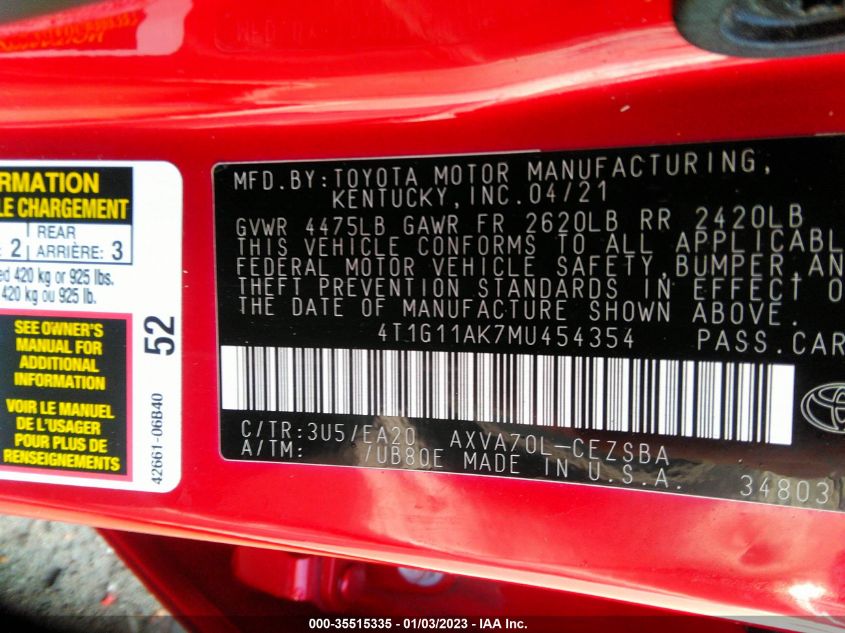 RMATION
LE CHARGEMENT
: 2 REAR ARRIÈRE: 3
ed 420 kg or 925 lbs.
420 kg ou 925 lb.
SEE OWNER'S
MANUAL FOR
ADDITIONAL
INFORMATION
VOIR LE MANUEL
DE L'USAGER
POUR PLUS DE
RENSEIGNEMENTS
52
42661-06B40
MFD.BY:TOYOTA MOTOR MANUFACTURING,
KENTUCKY,INC.04/21
GVWR 4475LB GAWR FR 2620LB RR 2420LB
THIS VEHICLE CONFORMS TO ALL APPLICABL
FEDERAL MOTOR VEHICLE SAFETY,BUMPER,AN
THEFT PREVENTION STANDARDS IN EFFECT O
THE DATE OF MANUFACTURE SHOWN ABOVE.
4T1G11AK7MU454354 PASS.CAR
C/TR:3U5/EA20 AXVA70L-CEZSBA
A/TM: /UB80E MADE IN U.S.A.
34803
000-35515335 - 01/03/2023 - IAA Inc.